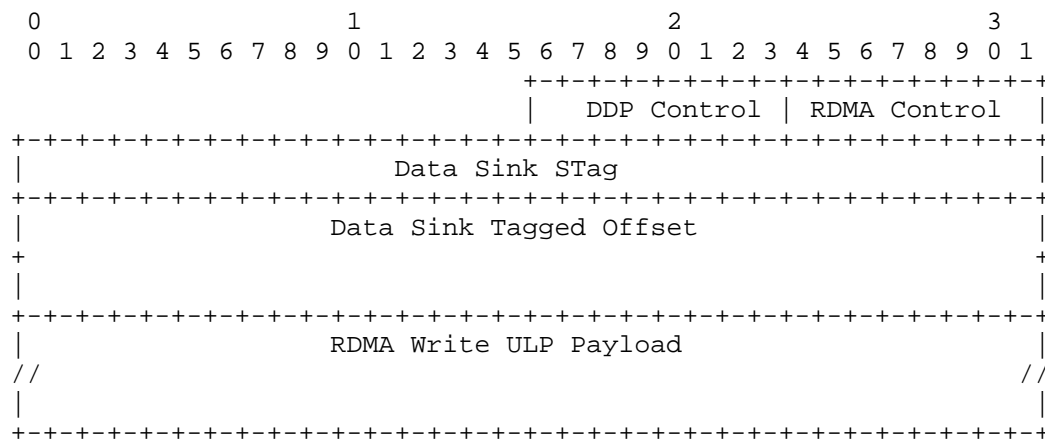 0                   1                   2                   3
0 1 2 3 4 5 6 7 8 9 0 1 2 3 4 5 6 7 8 9 0 1 2 3 4 5 6 7 8 9 0 1
+-+-+-+-+-+-+-+-+-+-+-+-+-+-+-+-+
| DDP Control | RDMA Control |
+-+-+-+-+-+-+-+-+-+-+-+-+-+-+-+-+-+-+-+-+-+-+-+-+-+-+-+-+-+-+-+-+
| Data Sink STag |
+-+-+-+-+-+-+-+-+-+-+-+-+-+-+-+-+-+-+-+-+-+-+-+-+-+-+-+-+-+-+-+-+
| Data Sink Tagged Offset |
+ +
| |
+-+-+-+-+-+-+-+-+-+-+-+-+-+-+-+-+-+-+-+-+-+-+-+-+-+-+-+-+-+-+-+-+
| RDMA Write ULP Payload |
// //
| |
+-+-+-+-+-+-+-+-+-+-+-+-+-+-+-+-+-+-+-+-+-+-+-+-+-+-+-+-+-+-+-+-+